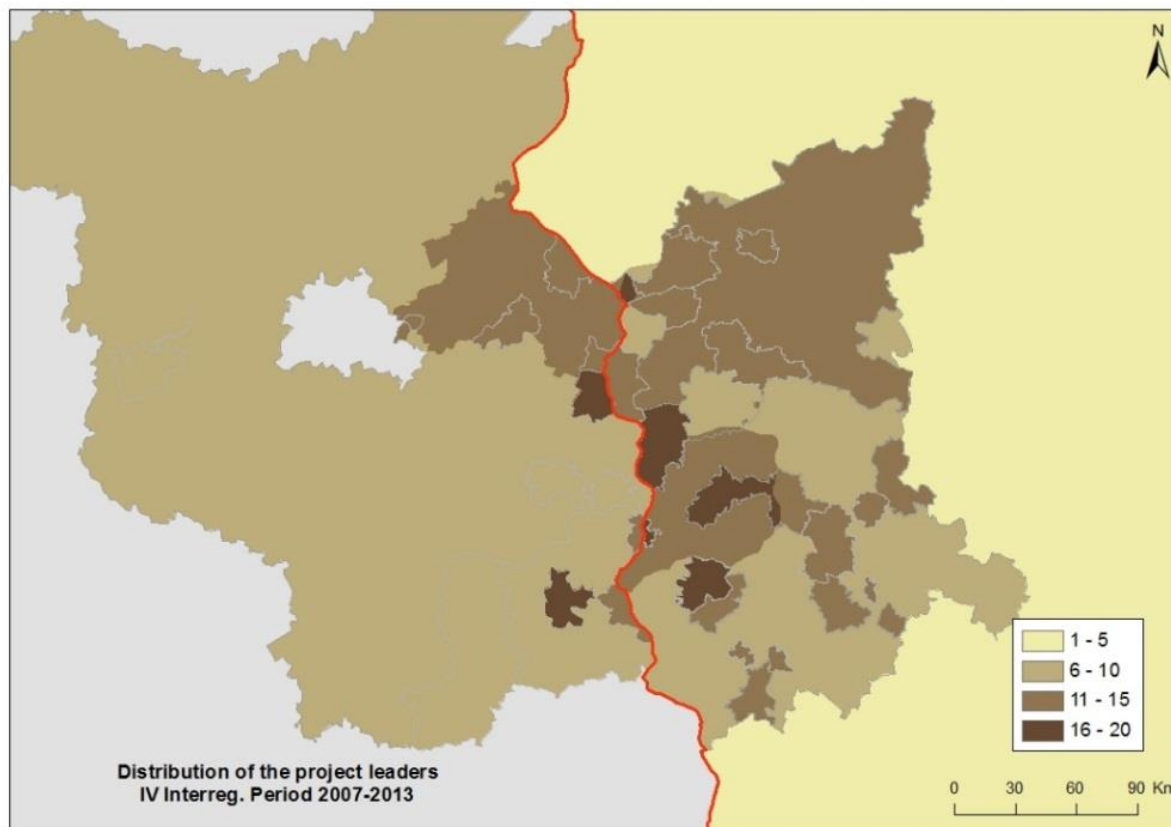 N
1 - 5
6 - 10
11 - 15
16 - 20
Distribution of the project leaders
IV Interreg. Period 2007-2013
0 30 60 90 Km